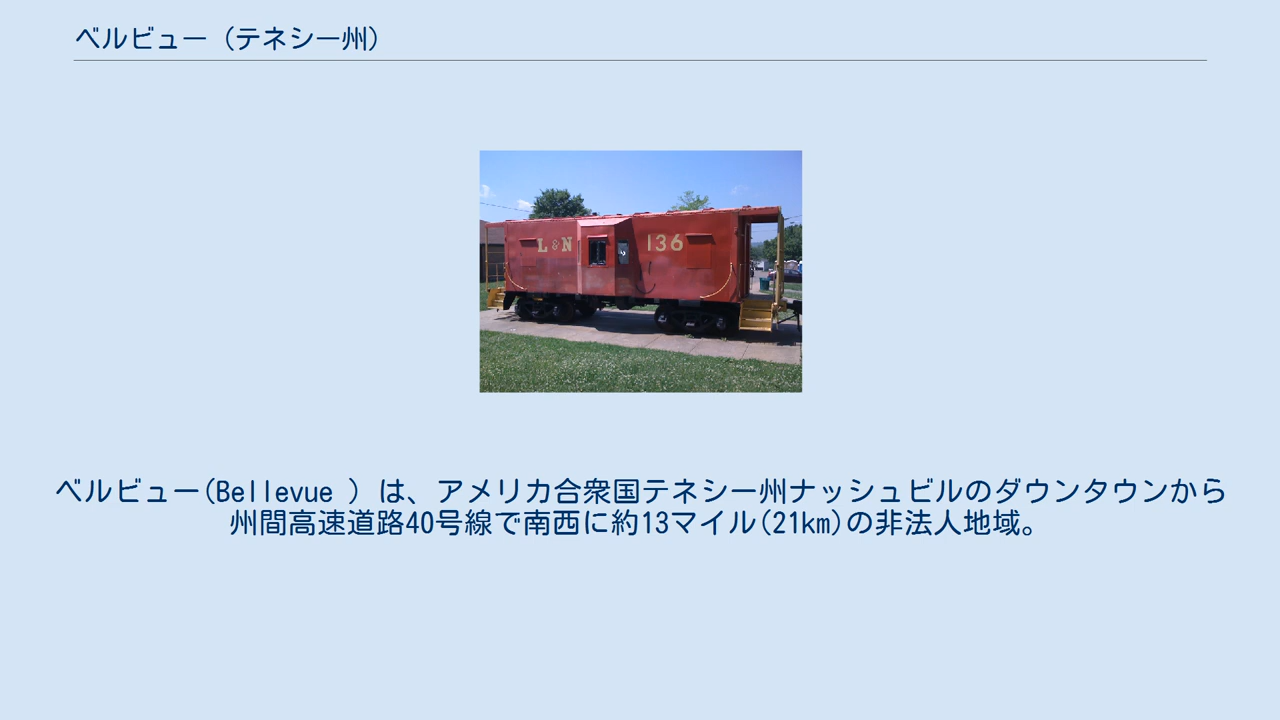 ベルビュー (テネシー州)
L & N
136
ベルビュー(Bellevue ) は、アメリカ合衆国テネシー州ナッシュビルのダウンタウンから
州間高速道路40号線で南西に約13マイル(21km)の非法人地域。